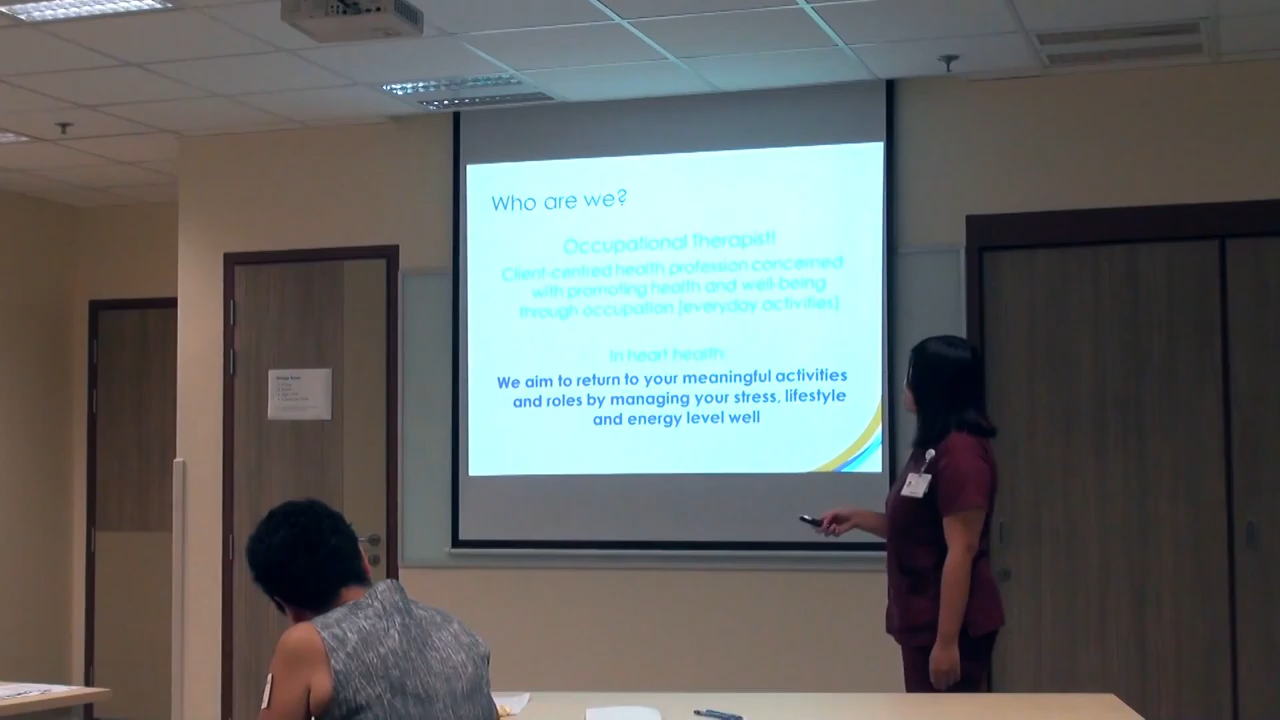 Who are we?
Occupational Therapist!
Client-centred health profession concerned
with promoting health and well-being
through occupation (everyday activities)
In heart health
We aim to return to your meaningful activities
and roles by managing your stress, lifestyle
and energy level well